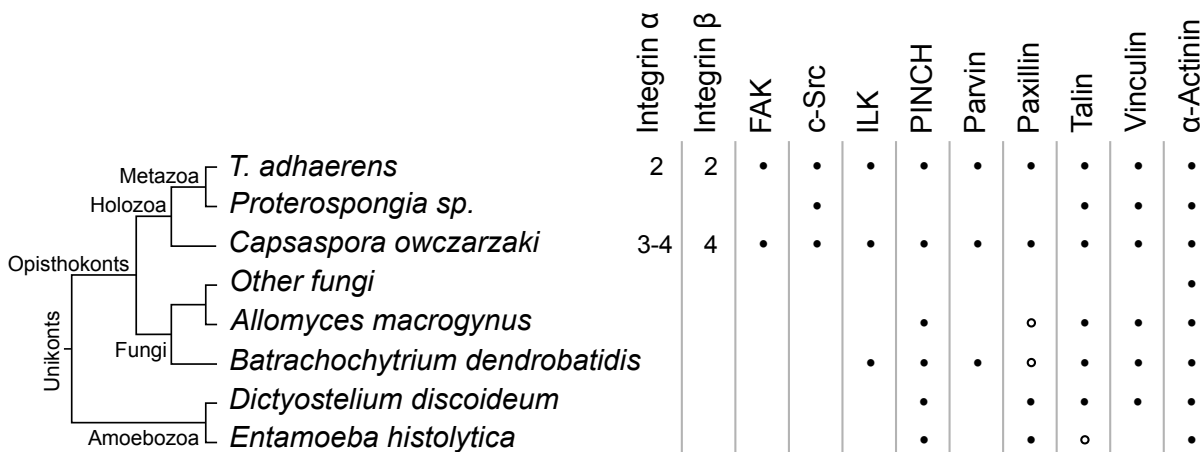 Integrin α
Integrin β
FAK
c-Src
ILK
PINCH
Parvin
Paxillin
Talin
Vinculin
α-Actinin
Metazoa
T. adhaerens
2 2
Holozoa
Proterospongia sp.
Capsaspora owczarzaki
3-4 4
Opisthokonts
Other fungi
Unikonts
Allomyces macrogynus
Fungi
Batrachochytrium dendrobatidis
Dictyostelium discoideum
Amoebozoa
Entamoeba histolytica